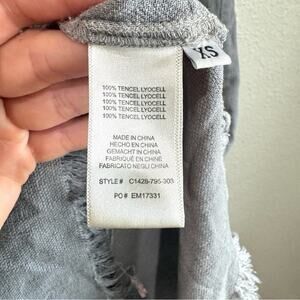 XS
100% TENCEL LYOCELL
100% TENCEL LYOCELL
100% TENCEL LYOCELL
100% TENCEL LYOCELL
100% TENCEL LYOCELL
MADE IN CHINA
HECHO EN CHINA
GEMACHT IN CHINA
FABRIQUÉ EN CHINE
FABRICATO NEGLI CHINA
STYLE# C1428-795-303
PO# EM17331